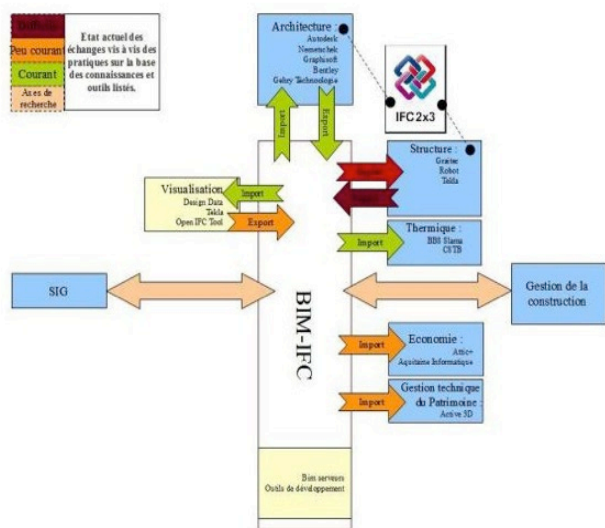 Difficile
Peu courant
Courant
Axes de
recherche
Etat actuel des
échanges vis à vis des
pratiques sur la base
des connaissances et
outils listés.
Architecture :
Autodesk
Nemetschek
Graphisoft
Bentley
Gehry Technologie
Import
Export
IFC 2x3
Structure :
Graitec
Robot
Tekla
Visualisation
Design Data
Tekla
Open IFC Tool
Import
Export
Thermique :
BBS Slama
CSTB
Import
SIG
BIM-IFC
Gestion de la
construction
Economie :
Attic+
Aquitaine Informatique
Import
Gestion technique
du Patrimoine :
Active 3D
Import
Bim serveurs
Outils de développement